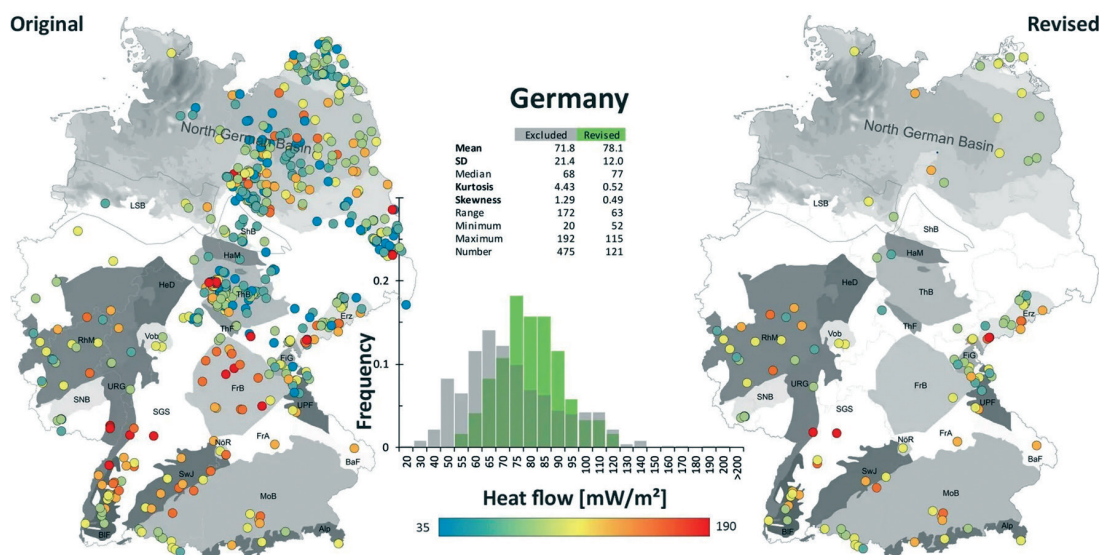 Original
Revised
Germany
Excluded Revised
Mean 71.8 78.1
SD 21.4 12.0
Median 68 77
Kurtosis 4.43 0.52
Skewness 1.29 0.49
Range 172 63
Minimum 20 52
Maximum 192 115
Number 475 121
North German Basin
LSB
ShB
HaM
HeD
ThB
ThF
Erz
RhM
Vob
FiG
URG
FrB
SNB
SGS
UPF
NöR
FrA
BaF
SwJ
MoB
BlF
Alp
Frequency
0.2
0.1
0
20 30 40 50 60 65 70 75 80 85 90 95 100 110 120 130 140 150 160 170 180 190 200 >200
Heat flow [mW/m²]
35 190
North German Basin
LSB
ShB
HaM
HeD
ThB
ThF
Erz
RhM
Vob
FiG
URG
FrB
SNB
SGS
UPF
NöR
FrA
BaF
SwJ
MoB
BlF
Alp